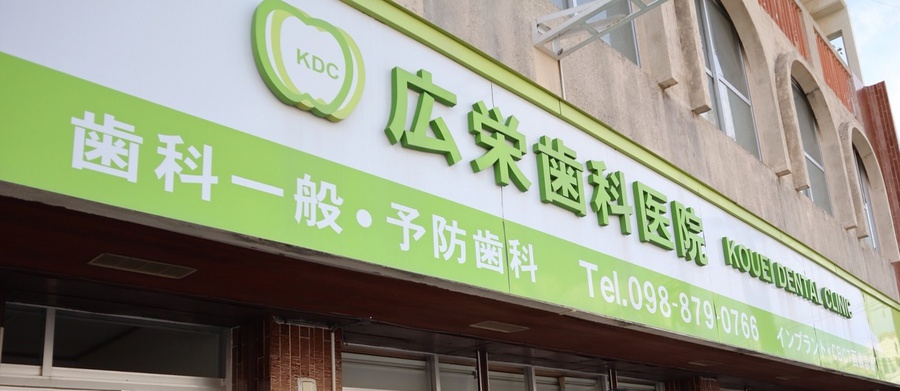 KDC
広栄歯科医院 KOUEI DENTAL CLINIC
歯科一般・予防歯科 Tel.098-879-0766 インプラント・CBCT